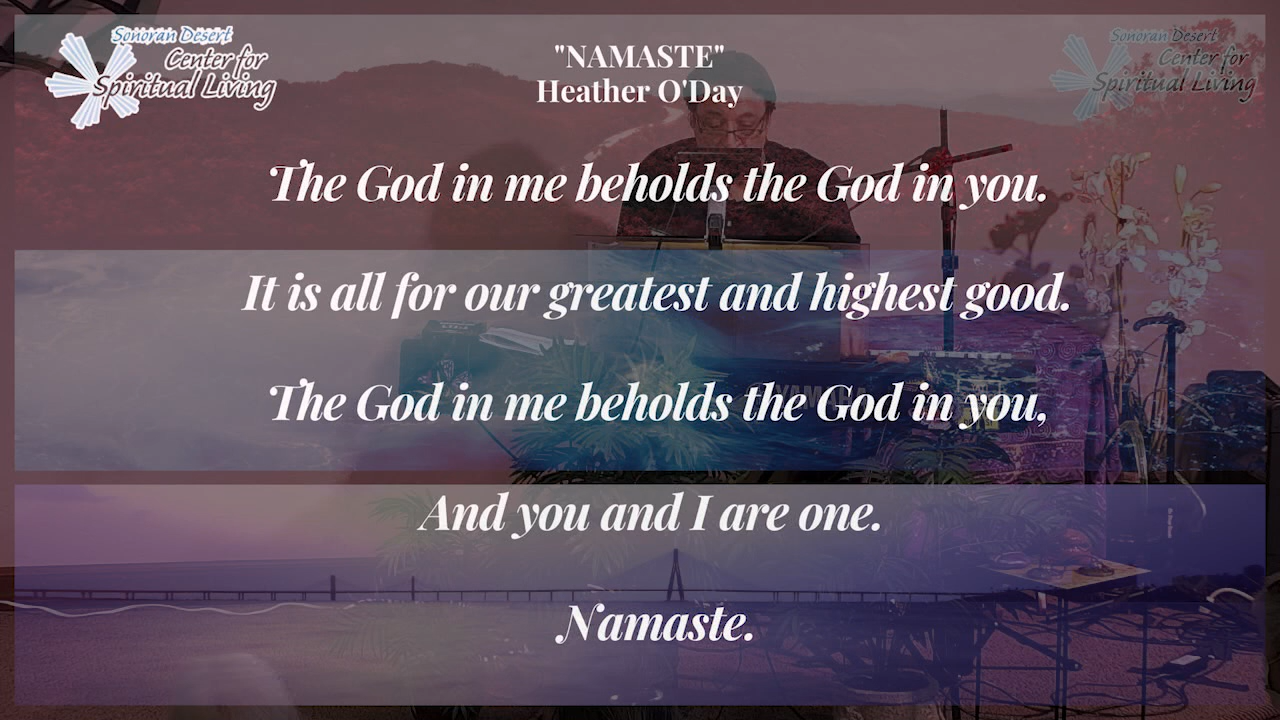 Sonoran Desert
Center for
Spiritual Living
"NAMASTE"
Heather O'Day
Sonoran Desert
Center for
Spiritual Living
The God in me beholds the God in you.
It is all for our greatest and highest good.
The God in me beholds the God in you,
YAMAHA
And you and I are one.
Namaste.